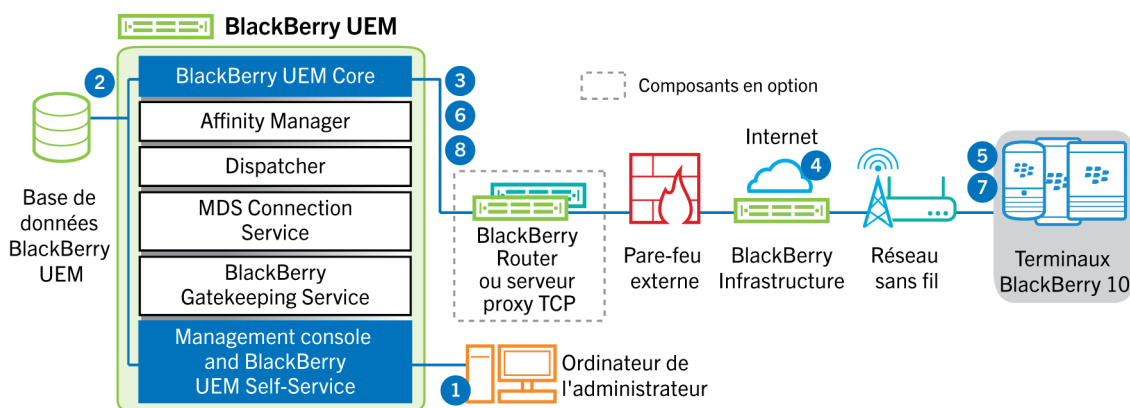 BlackBerry UEM
2
BlackBerry UEM Core
Affinity Manager
Dispatcher
MDS Connection
Service
BlackBerry
Gatekeeping Service
Management console
and BlackBerry
UEM Self-Service
Base de
données
BlackBerry
UEM
3
6
8
Composants en option
BlackBerry
Router
ou serveur
proxy TCP
Pare-feu
externe
Internet
4
BlackBerry
Infrastructure
Réseau
sans fil
5
7
Terminaux
BlackBerry 10
1
Ordinateur de
l'administrateur